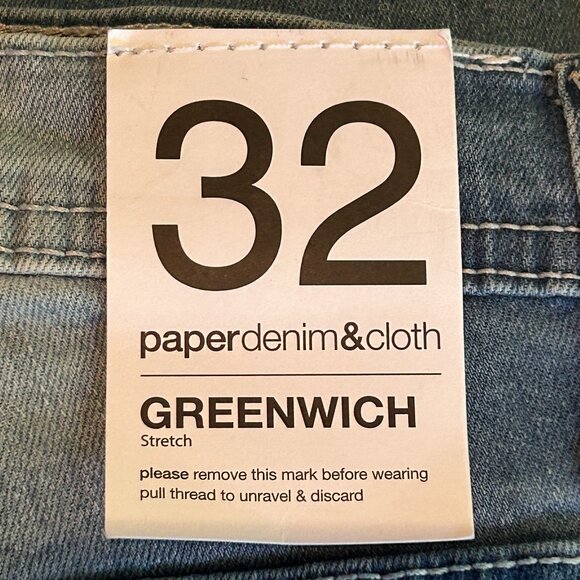 32
paperdenim&cloth
GREENWICH
Stretch
please remove this mark before wearing
pull thread to unravel & discard